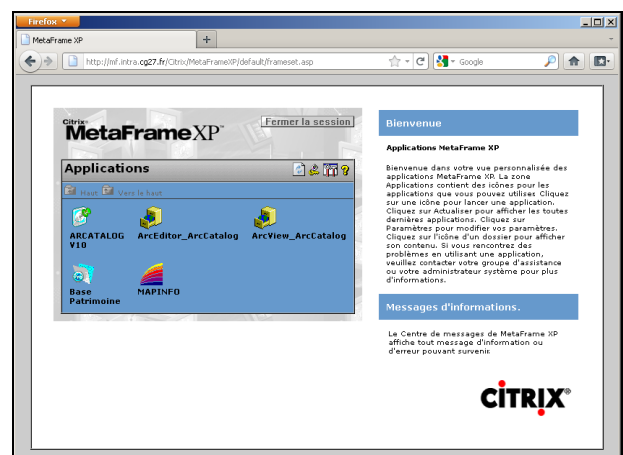 Firefox
MetaFrame XP
http://mf.intra.cg27.fr/Citrix/MetaFrameXP/default/frameset.asp
Google
Citrix
MetaFrame XP
Fermer la session
Applications
Haut Vers le haut
ARCATALOG V10
ArcEditor_ArcCatalog
ArcView_ArcCatalog
Base Patrimoine
MAPINFO
Bienvenue
Applications MetaFrame XP
Bienvenue dans votre vue personnalisée des
applications MetaFrame XP. La zone
Applications contient des icônes pour les
applications que vous pouvez utilises Cliquez
sur une icône pour lancer une application.
Cliquez sur Actualiser pour afficher les toutes
dernières applications. Cliquez sur
Paramètres pour modifier vos paramètres.
Cliquez sur l'icône d'un dossier pour afficher
son contenu. Si vous rencontrez des
problèmes en utilisant une application,
veuillez contacter votre groupe d'assistance
ou votre administrateur système pour plus
d'informations.
Messages d'informations.
Le Centre de messages de MetaFrame XP
affiche tout message d'information ou
d'erreur pouvant survenir.
CITRIX®